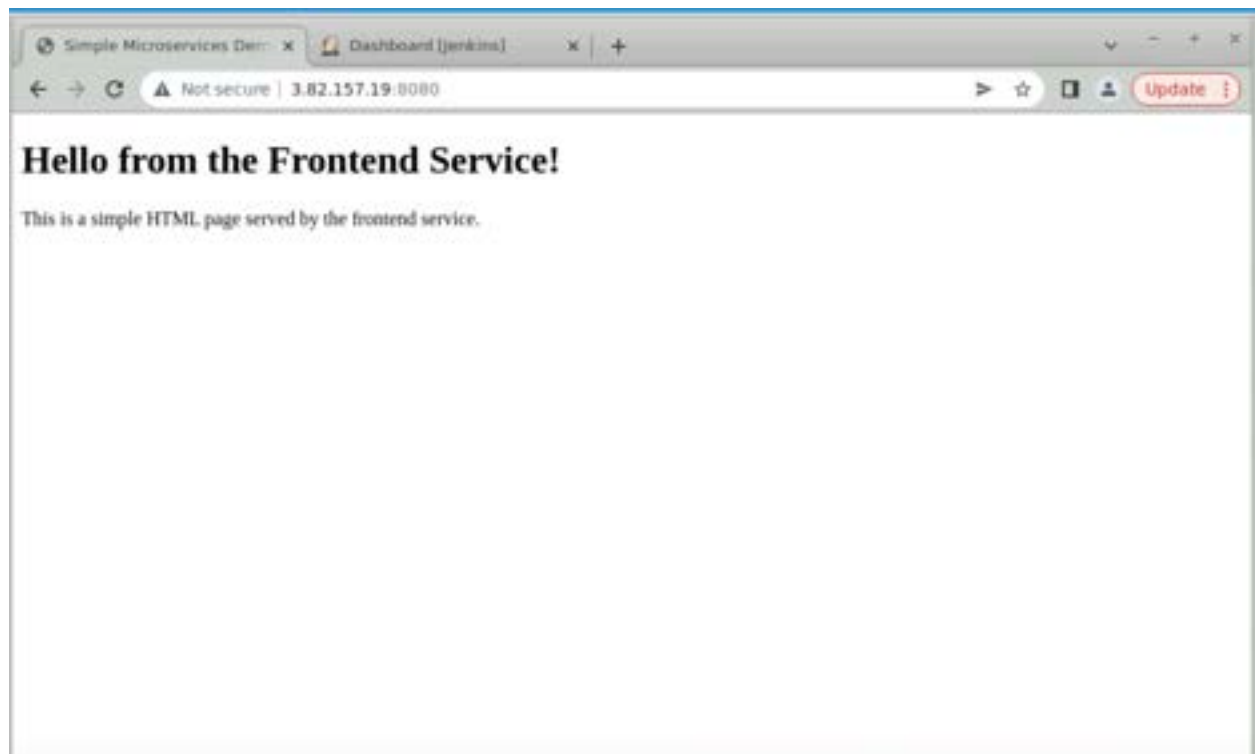 Simple Microservices Dem
Dashboard [Jenkins]
Not secure | 3.82.157.19:8080
Update
Hello from the Frontend Service!
This is a simple HTML page served by the frontend service.